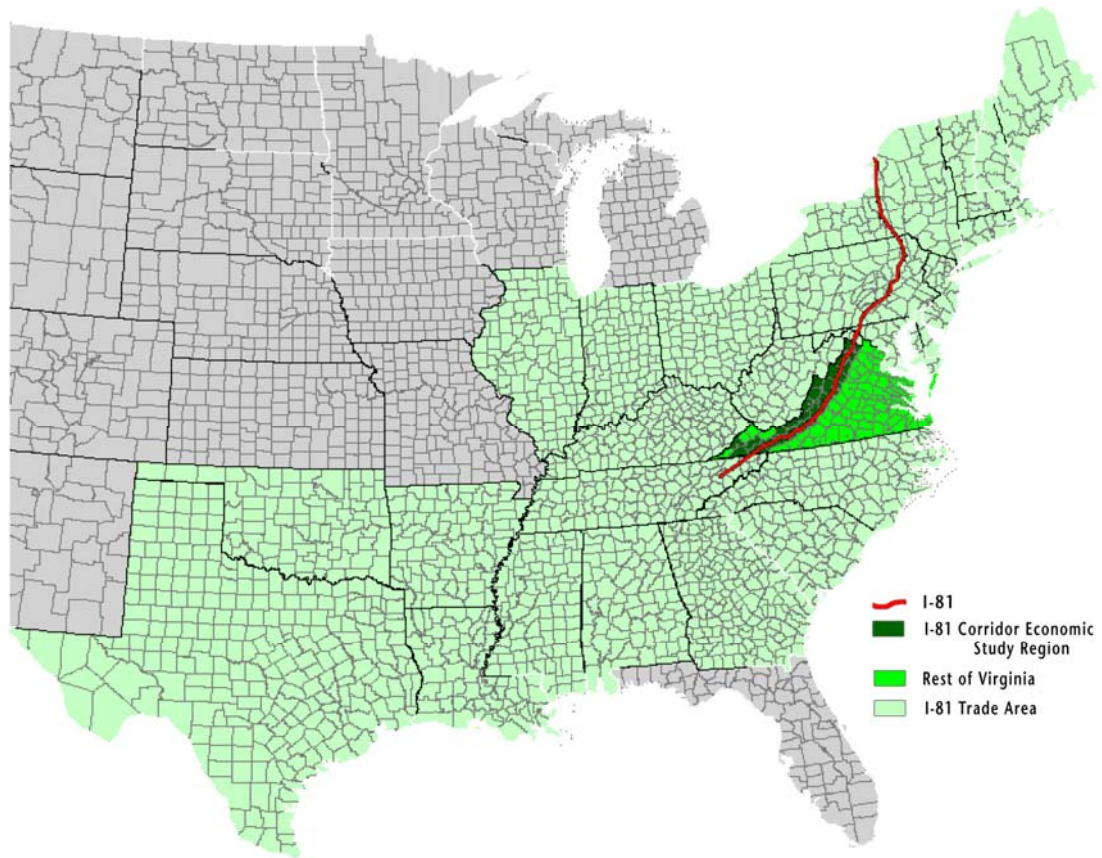 I-81
I-81 Corridor Economic
Study Region
Rest of Virginia
I-81 Trade Area